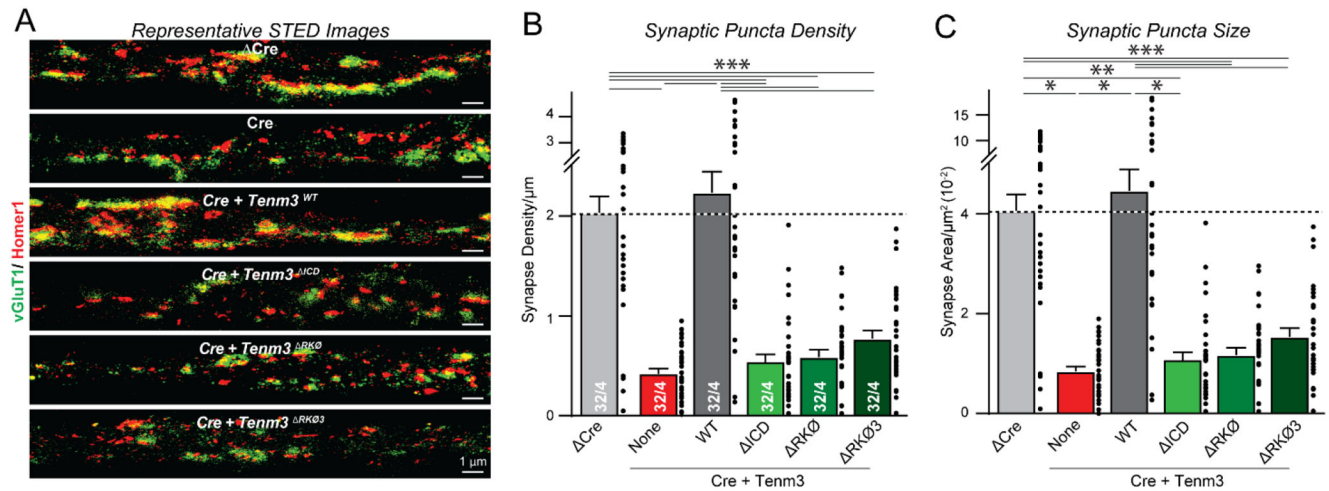 A
Representative STED Images
vGluT1/ Homer1
ΔCre
Cre
Cre + Tenm3 WT
Cre + Tenm3 ΔICD
Cre + Tenm3 ΔRKØ
Cre + Tenm3 ΔRKØ3
1 μm
B
Synaptic Puncta Density
***
Synapse Density/μm
4
3
2
1
0
32/4
32/4
32/4
32/4
32/4
32/4
ΔCre
None
WT
ΔICD
ΔRKØ
ΔRKØ3
Cre + Tenm3
C
Synaptic Puncta Size
***
**
* * *
Synapse Area/μm² (10⁻²)
15
10
4
2
0
ΔCre
None
WT
ΔICD
ΔRKØ
ΔRKØ3
Cre + Tenm3